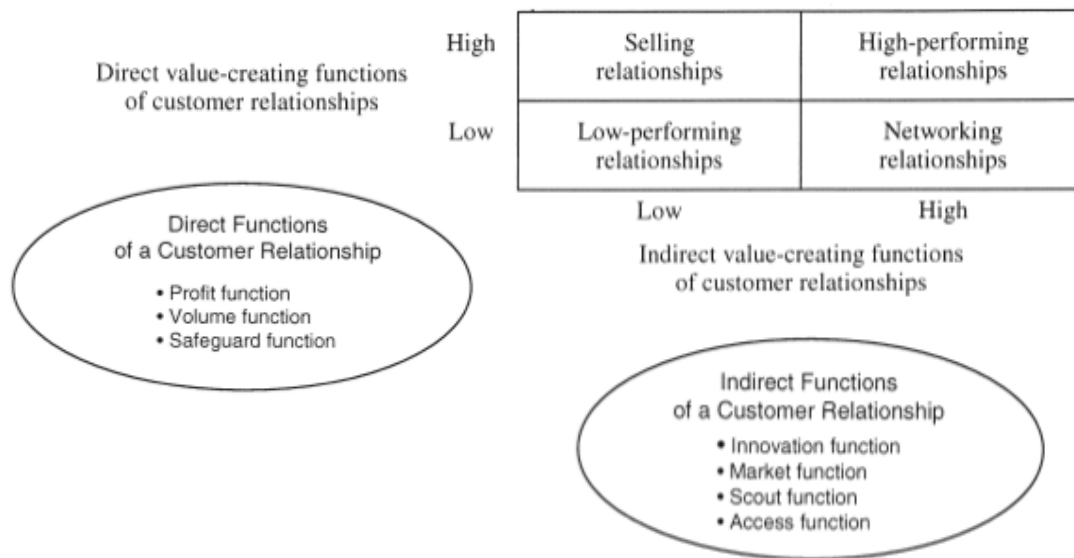 Direct value-creating functions
of customer relationships
High
Selling
relationships
High-performing
relationships
Low
Low-performing
relationships
Networking
relationships
Low
High
Indirect value-creating functions
of customer relationships
Direct Functions
of a Customer Relationship
• Profit function
• Volume function
• Safeguard function
Indirect Functions
of a Customer Relationship
• Innovation function
• Market function
• Scout function
• Access function